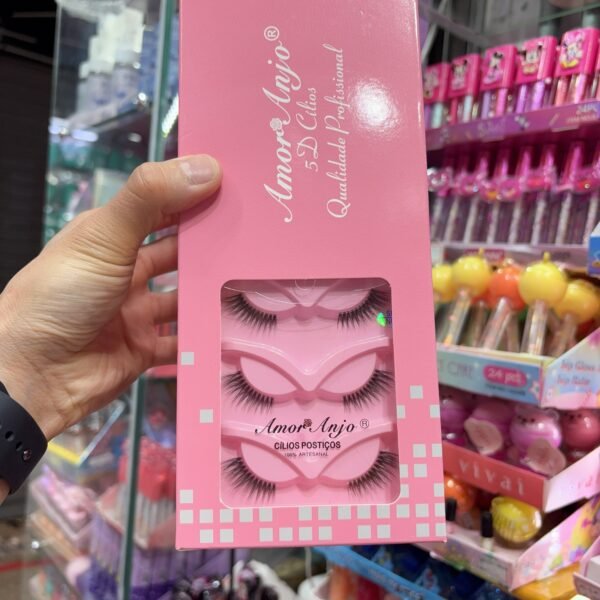 Amor Anjo®
5D Cílios
Qualidade Profissional
Amor Anjo®
CÍLIOS POSTIÇOS
100% ARTESANAL
24 pcs
vivai